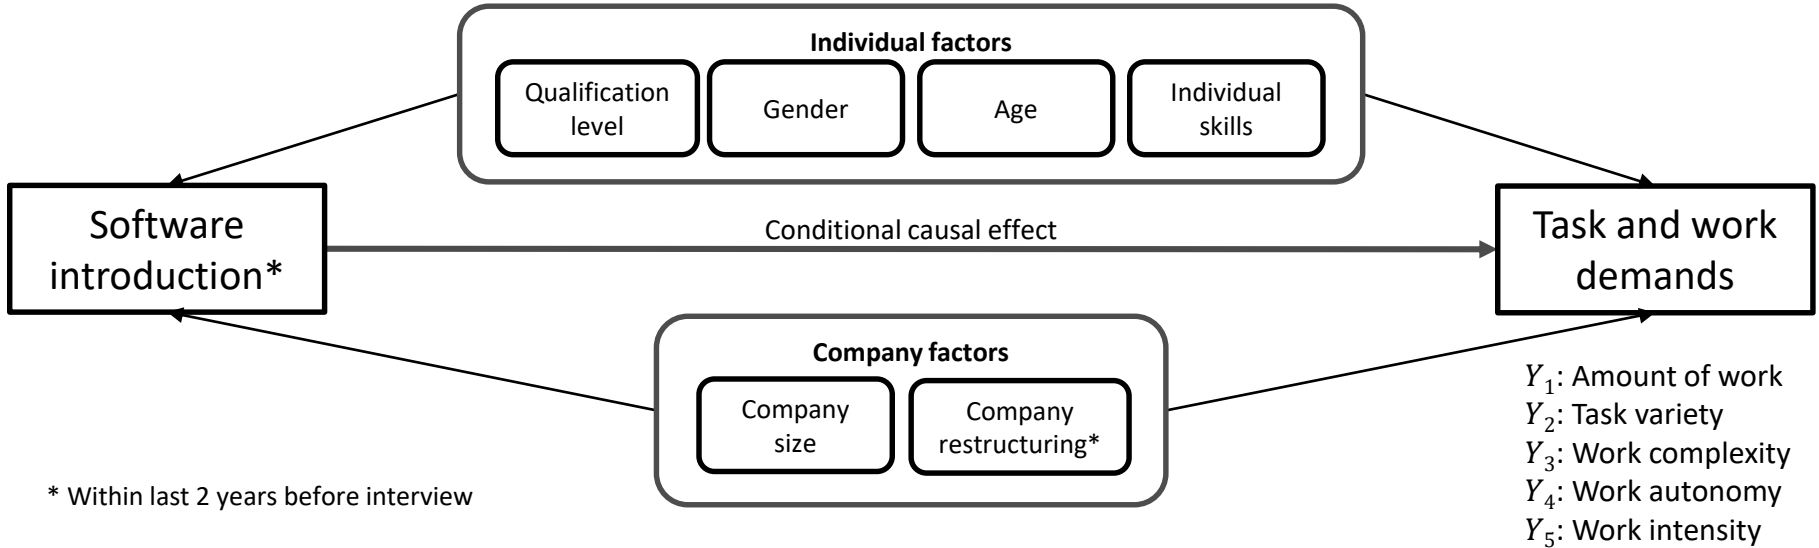 Individual factors
Qualification
level
Gender
Age
Individual
skills
Software
introduction*
Conditional causal effect
Task and work
demands
Company factors
Company
size
Company
restructuring*
* Within last 2 years before interview
Y₁: Amount of work
Y₂: Task variety
Y₃: Work complexity
Y₄: Work autonomy
Y₅: Work intensity